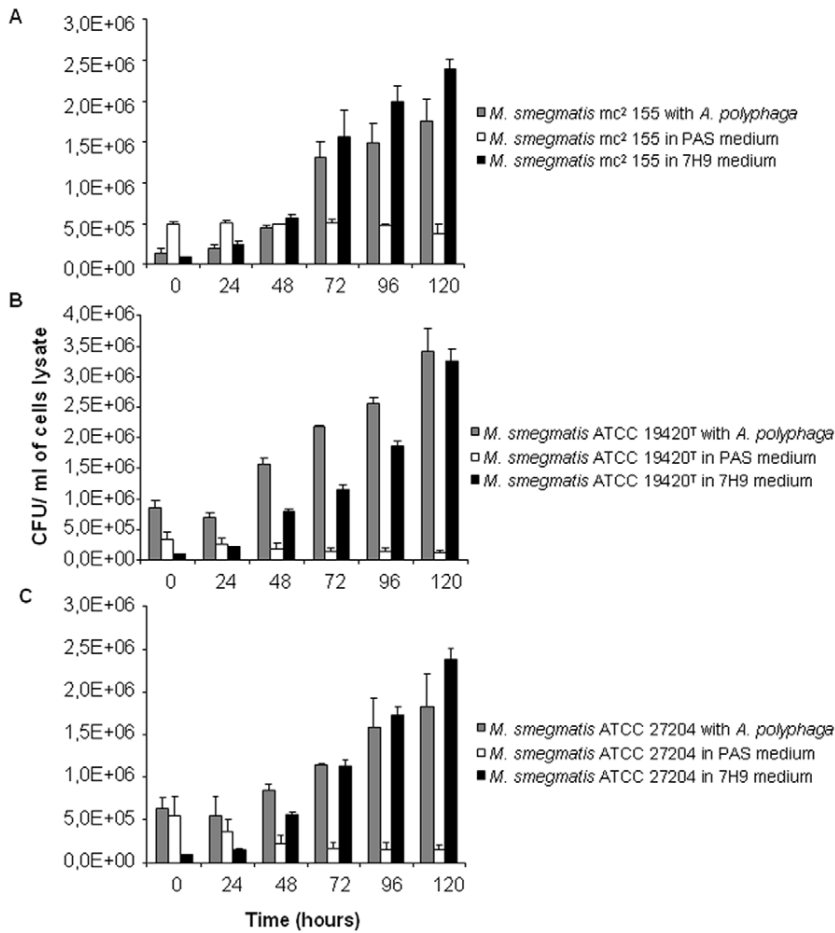 A
3,0E+06
2,5E+06
2,0E+06
1,5E+06
1,0E+06
5,0E+05
0,0E+00
0 24 48 72 96 120
M. smegmatis mc² 155 with A. polyphaga
M. smegmatis mc² 155 in PAS medium
M. smegmatis mc² 155 in 7H9 medium
B
4,0E+06
3,5E+06
3,0E+06
2,5E+06
2,0E+06
1,5E+06
1,0E+06
5,0E+05
0,0E+00
0 24 48 72 96 120
CFU/ ml of cells lysate
M. smegmatis ATCC 19420ᵀ with A. polyphaga
M. smegmatis ATCC 19420ᵀ in PAS medium
M. smegmatis ATCC 19420ᵀ in 7H9 medium
C
3,0E+06
2,5E+06
2,0E+06
1,5E+06
1,0E+06
5,0E+05
0,0E+00
0 24 48 72 96 120
M. smegmatis ATCC 27204 with A. polyphaga
M. smegmatis ATCC 27204 in PAS medium
M. smegmatis ATCC 27204 in 7H9 medium
Time (hours)